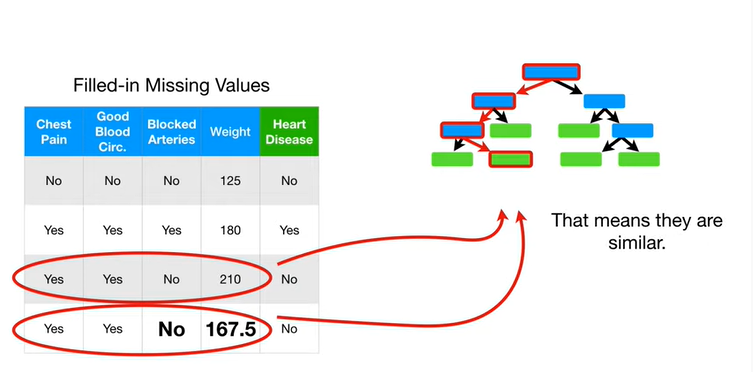 Filled-in Missing Values
Chest Pain Good Blood Circ. Blocked Arteries Weight Heart Disease
No No No 125 No
Yes Yes Yes 180 Yes
Yes Yes No 210 No
Yes Yes No 167.5 No
That means they are
similar.